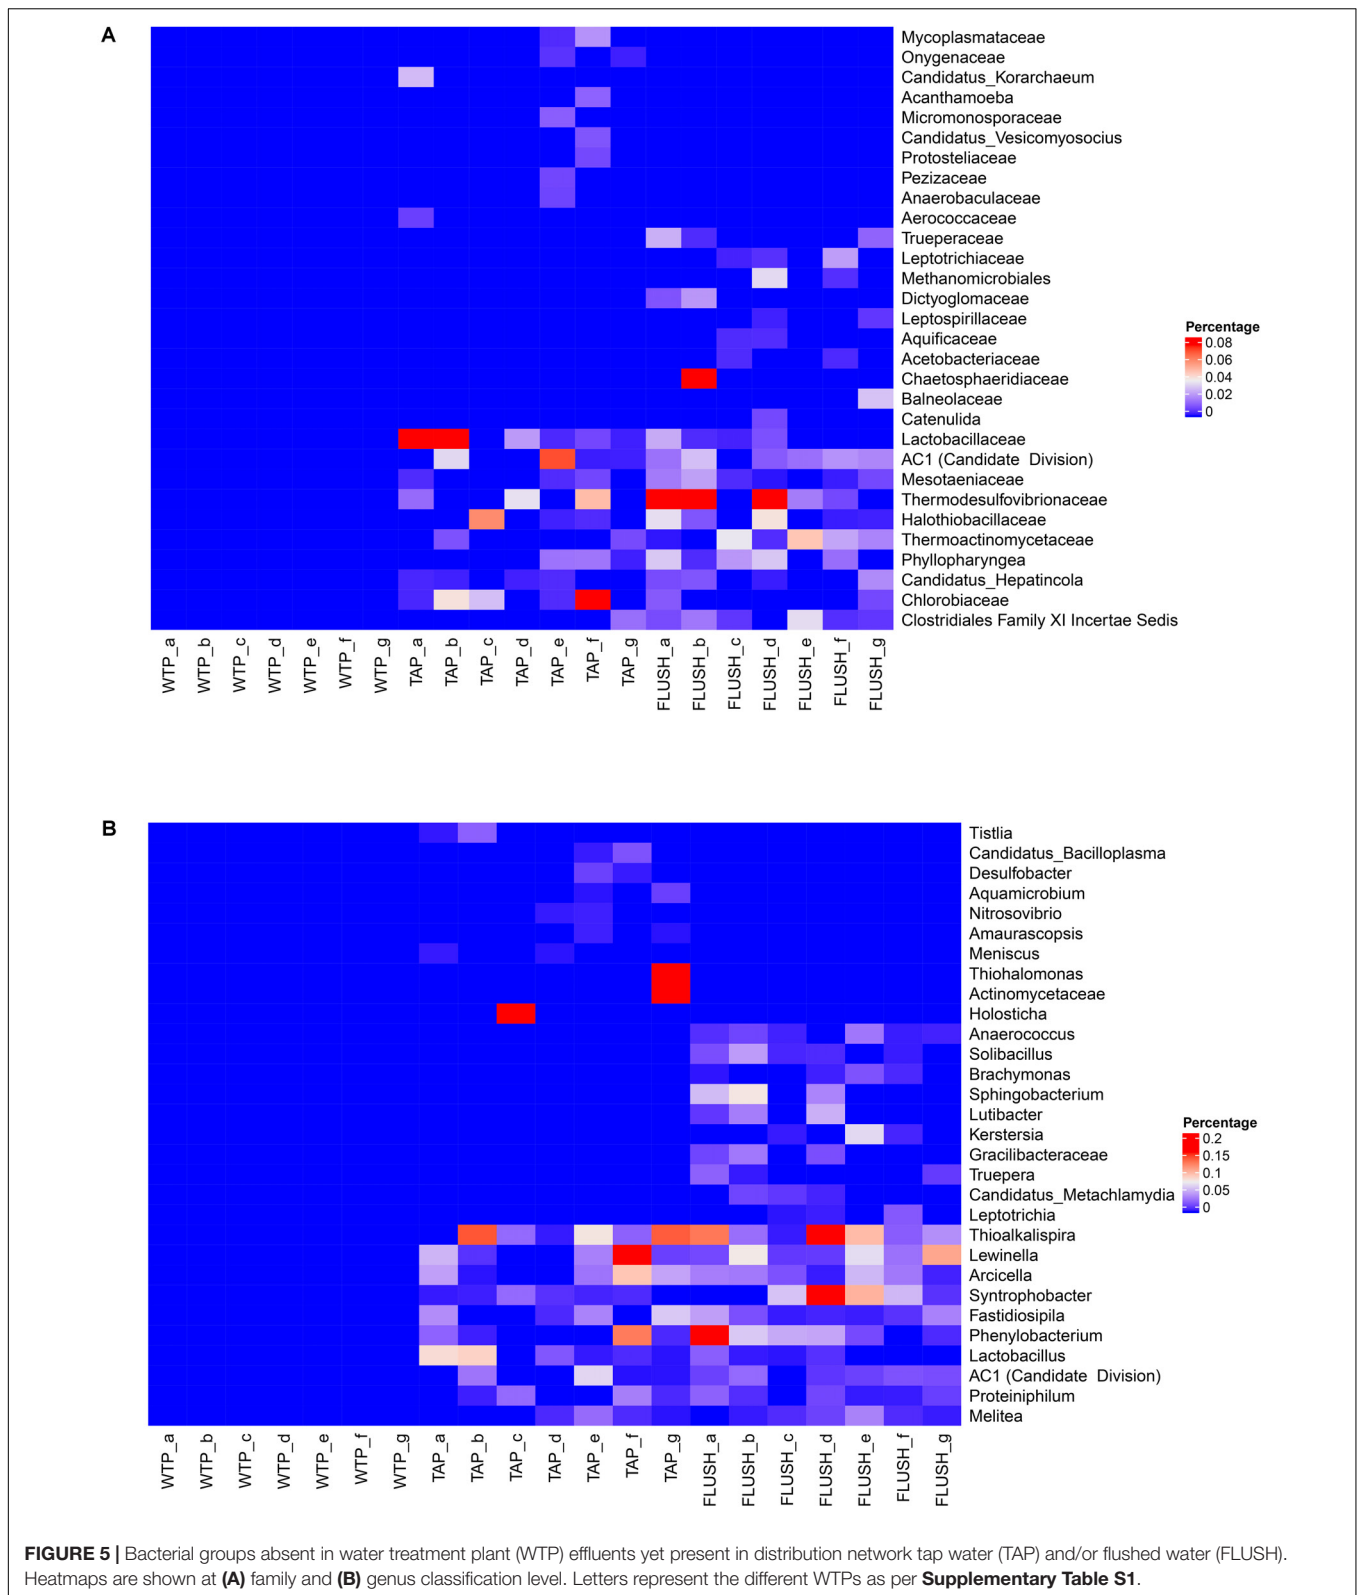 A
Mycoplasmataceae
Onygenaceae
Candidatus_Korarchaeum
Acanthamoeba
Micromonosporaceae
Candidatus_Vesicomyosocius
Protosteliaceae
Pezizaceae
Anaerobaculaceae
Aerococcaceae
Trueperaceae
Leptotrichiaceae
Methanomicrobiales
Dictyoglomaceae
Leptospirillaceae
Aquificaceae
Acetobacteriaceae
Chaetosphaeridiaceae
Balneolaceae
Catenulida
Lactobacillaceae
AC1 (Candidate Division)
Mesotaeniaceae
Thermodesulfovibrionaceae
Halothiobacillaceae
Thermoactinomycetaceae
Phyllopharyngea
Candidatus_Hepatincola
Chlorobiaceae
Clostridiales Family XI Incertae Sedis
Percentage
0.08
0.06
0.04
0.02
0
WTP_a
WTP_b
WTP_c
WTP_d
WTP_e
WTP_f
WTP_g
TAP_a
TAP_b
TAP_c
TAP_d
TAP_e
TAP_f
TAP_g
FLUSH_a
FLUSH_b
FLUSH_c
FLUSH_d
FLUSH_e
FLUSH_f
FLUSH_g
B
Tistlia
Candidatus_Bacilloplasma
Desulfobacter
Aquamicrobium
Nitrosovibrio
Amaurascopsis
Meniscus
Thiohalomonas
Actinomycetaceae
Holosticha
Anaerococcus
Solibacillus
Brachymonas
Sphingobacterium
Lutibacter
Kerstersia
Gracilibacteraceae
Truepera
Candidatus_Metachlamydia
Leptotrichia
Thioalkalispira
Lewinella
Arcicella
Syntrophobacter
Fastidiosipila
Phenylobacterium
Lactobacillus
AC1 (Candidate Division)
Proteiniphilum
Melitea
Percentage
0.2
0.15
0.1
0.05
0
WTP_a
WTP_b
WTP_c
WTP_d
WTP_e
WTP_f
WTP_g
TAP_a
TAP_b
TAP_c
TAP_d
TAP_e
TAP_f
TAP_g
FLUSH_a
FLUSH_b
FLUSH_c
FLUSH_d
FLUSH_e
FLUSH_f
FLUSH_g
FIGURE 5 | Bacterial groups absent in water treatment plant (WTP) effluents yet present in distribution network tap water (TAP) and/or flushed water (FLUSH).
Heatmaps are shown at (A) family and (B) genus classification level. Letters represent the different WTPs as per Supplementary Table S1.